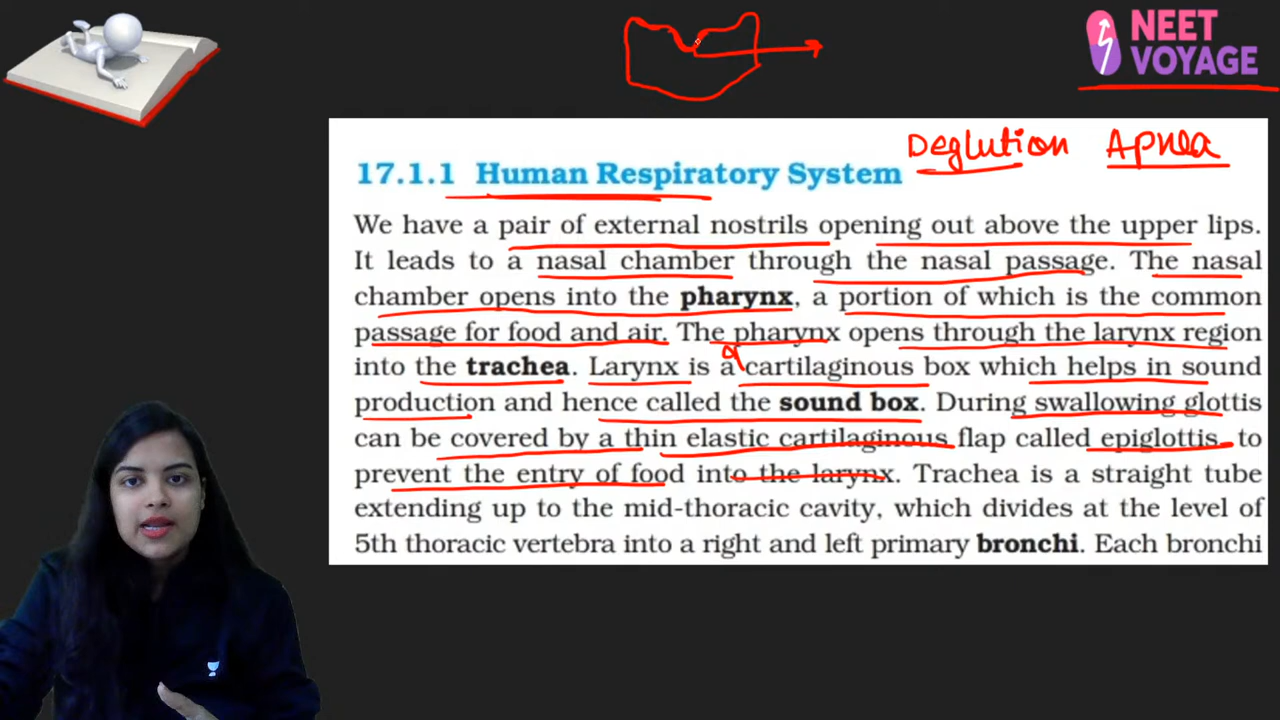 NEET
VOYAGE
Deglution Apnea
17.1.1 Human Respiratory System
We have a pair of external nostrils opening out above the upper lips.
It leads to a nasal chamber through the nasal passage. The nasal
chamber opens into the pharynx, a portion of which is the common
passage for food and air. The pharynx opens through the larynx region
into the trachea. Larynx is a cartilaginous box which helps in sound
production and hence called the sound box. During swallowing glottis
can be covered by a thin elastic cartilaginous flap called epiglottis to
prevent the entry of food into the larynx. Trachea is a straight tube
extending up to the mid-thoracic cavity, which divides at the level of
5th thoracic vertebra into a right and left primary bronchi. Each bronchi